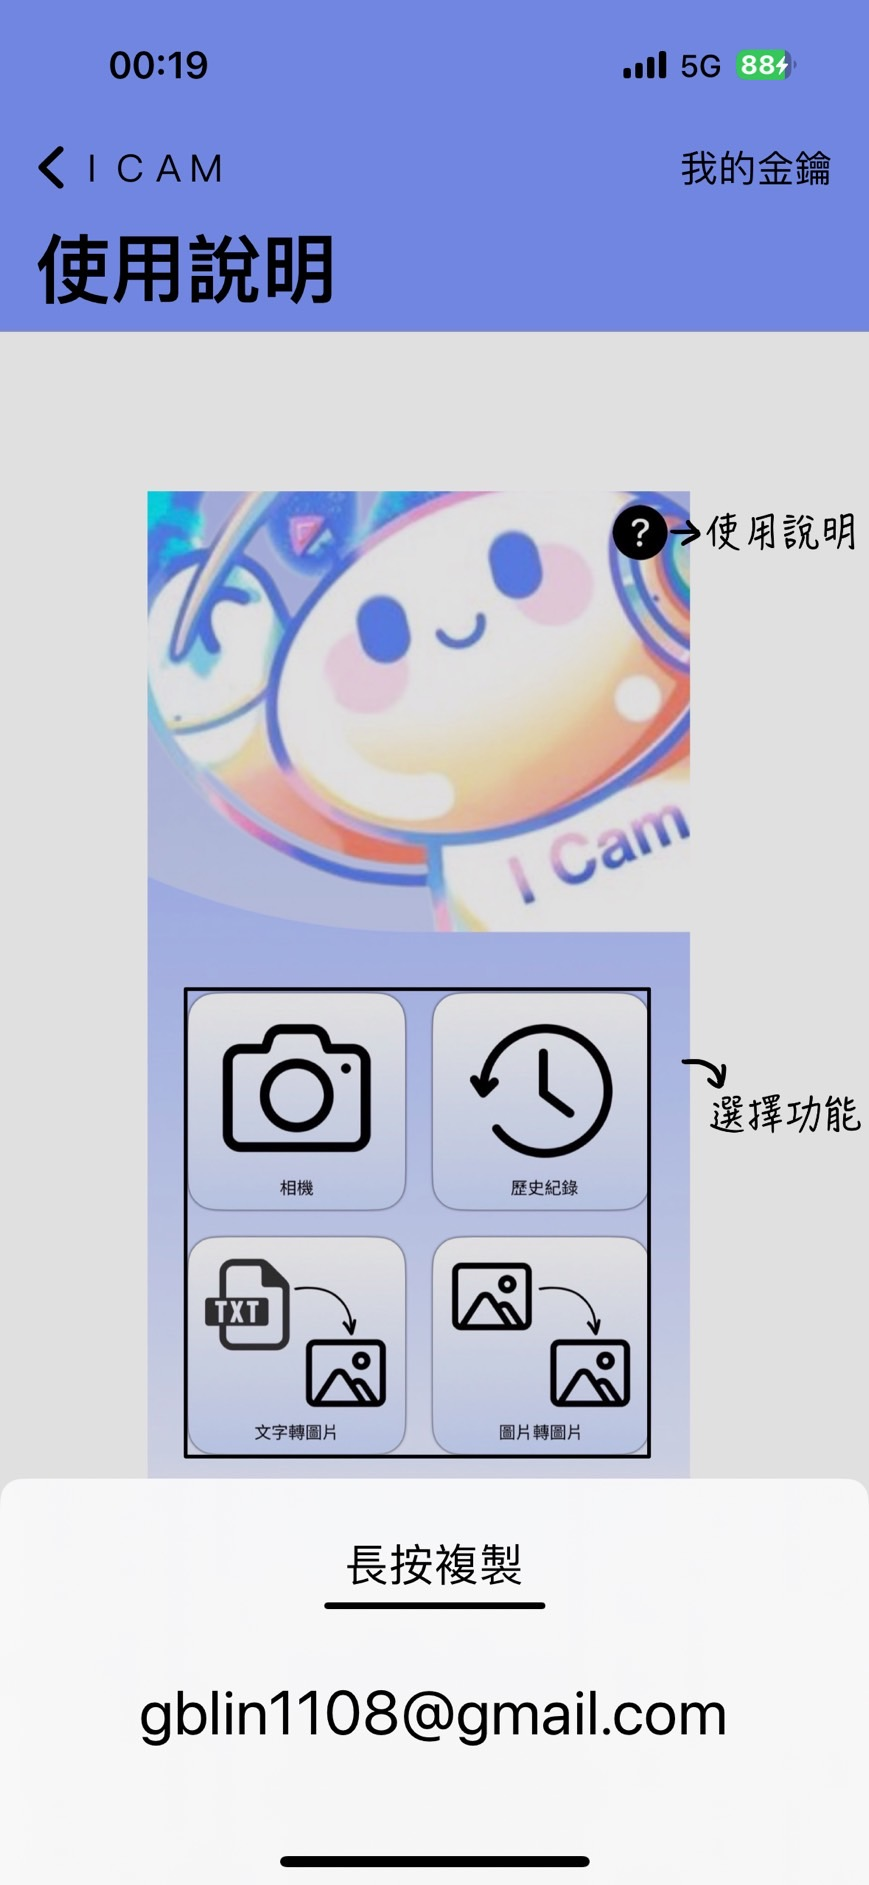 00:19
5G 88
I CAM
我的金鑰
使用說明
?
使用說明
I Cam
選擇功能
相機
歷史紀錄
TXT
文字轉圖片
圖片轉圖片
長按複製
gblin1108@gmail.com